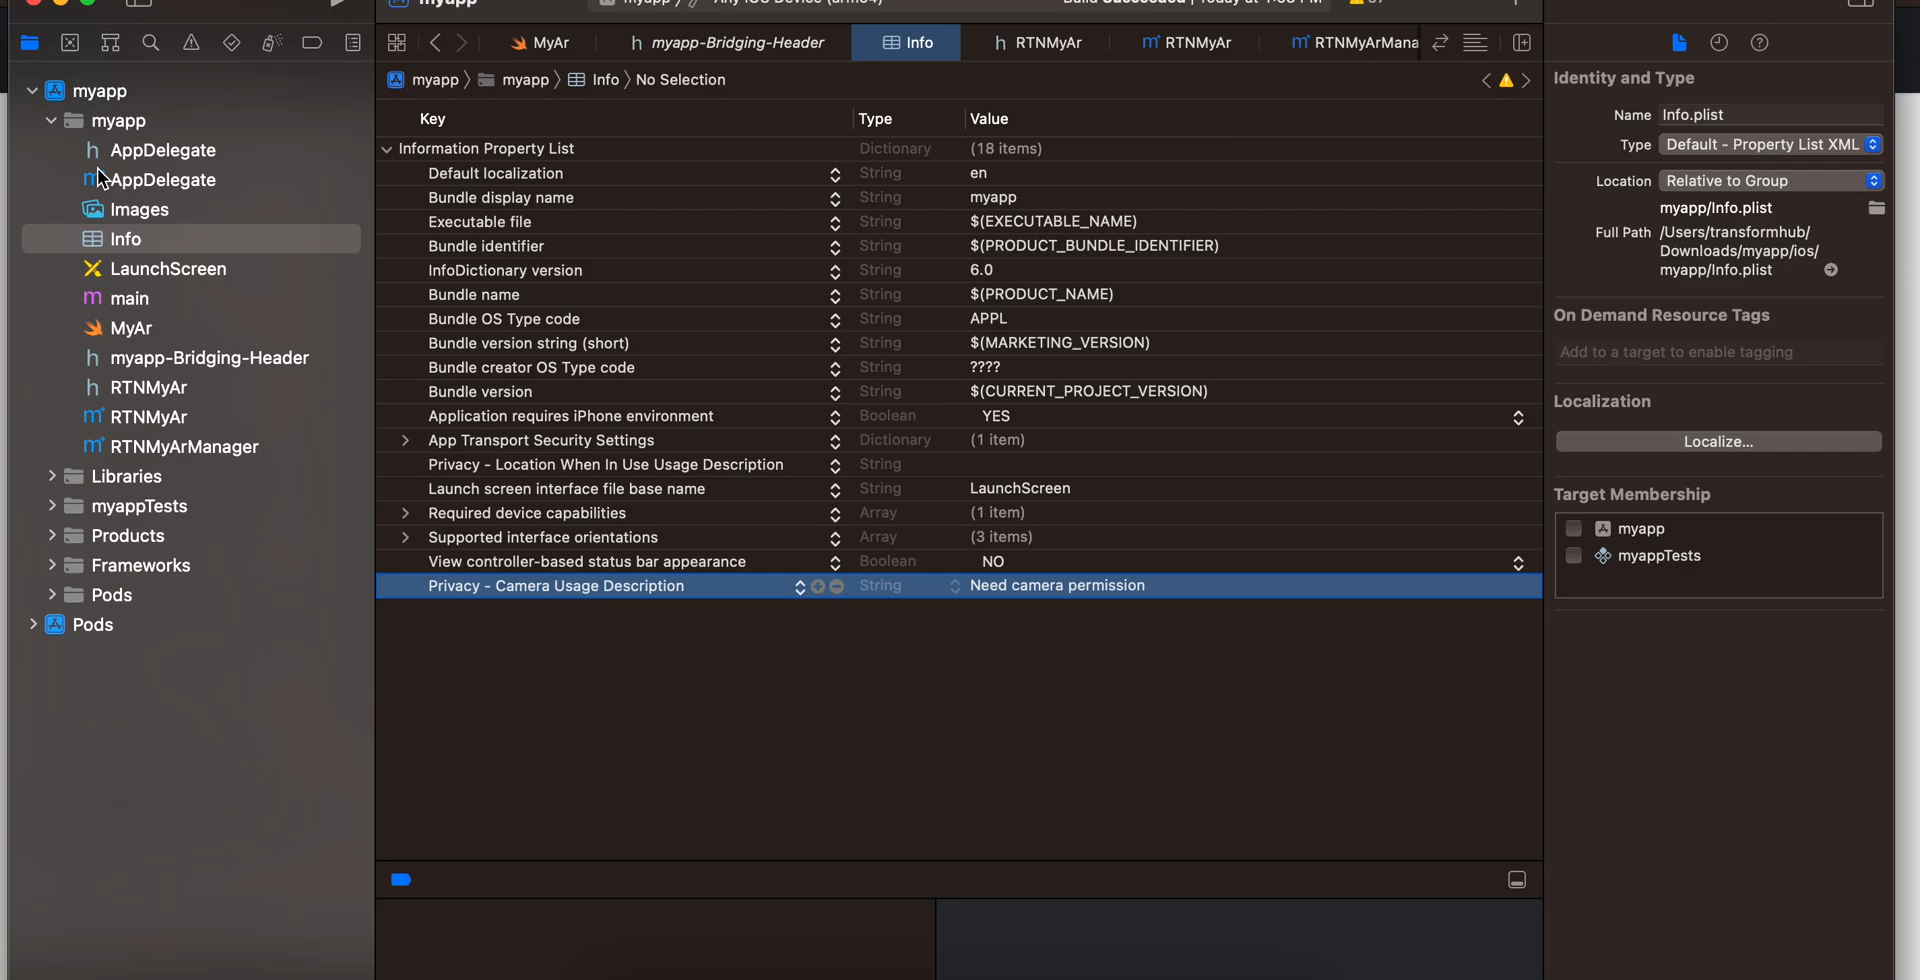 myapp
myapp
AppDelegate
AppDelegate
Images
Info
LaunchScreen
main
MyAr
myapp-Bridging-Header
RTNMyAr
RTNMyAr
RTNMyArManager
Libraries
myappTests
Products
Frameworks
Pods
Pods
MyAr myapp-Bridging-Header Info RTNMyAr RTNMyAr RTNMyArMana
myapp myapp Info No Selection
Key Type Value
Information Property List Dictionary (18 items)
Default localization String en
Bundle display name String myapp
Executable file String $(EXECUTABLE_NAME)
Bundle identifier String $(PRODUCT_BUNDLE_IDENTIFIER)
InfoDictionary version String 6.0
Bundle name String $(PRODUCT_NAME)
Bundle OS Type code String APPL
Bundle version string (short) String $(MARKETING_VERSION)
Bundle creator OS Type code String ????
Bundle version String $(CURRENT_PROJECT_VERSION)
Application requires iPhone environment Boolean YES
App Transport Security Settings Dictionary (1 item)
Privacy - Location When In Use Usage Description String
Launch screen interface file base name String LaunchScreen
Required device capabilities Array (1 item)
Supported interface orientations Array (3 items)
View controller-based status bar appearance Boolean NO
Privacy - Camera Usage Description String Need camera permission
Identity and Type
Name Info.plist
Type Default - Property List XML
Location Relative to Group
myapp/Info.plist
Full Path /Users/transformhub/
Downloads/myapp/ios/
myapp/Info.plist
On Demand Resource Tags
Add to a target to enable tagging
Localization
Localize...
Target Membership
myapp
myappTests